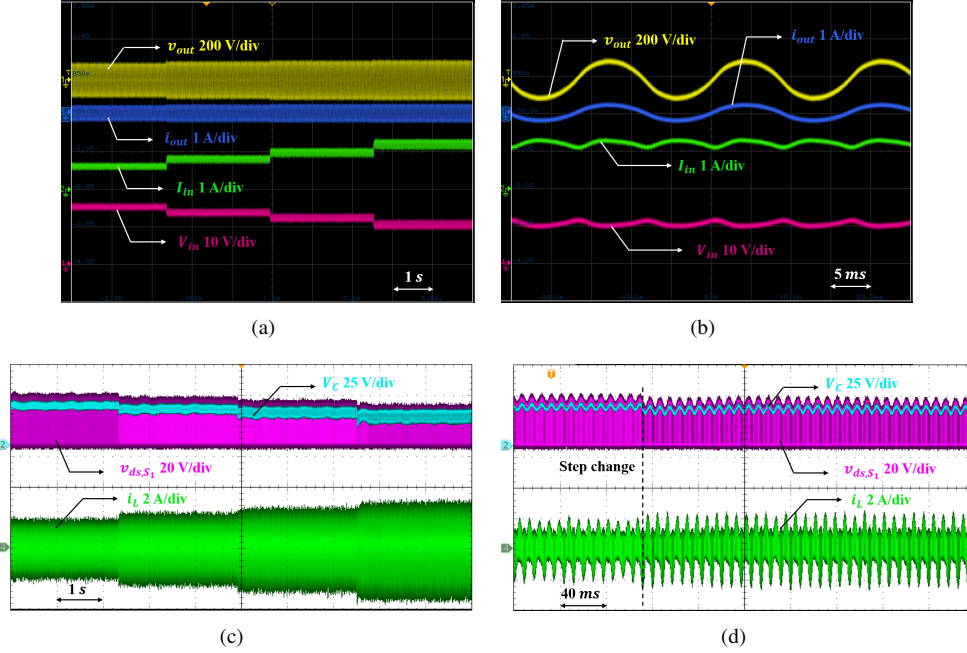 v_out 200 V/div
i_out 1 A/div
I_in 1 A/div
V_in 10 V/div
1 s
(a)
v_out 200 V/div
i_out 1 A/div
I_in 1 A/div
V_in 10 V/div
5 ms
(b)
V_C 25 V/div
v_ds,S_1 20 V/div
i_L 2 A/div
1 s
(c)
V_C 25 V/div
Step change
v_ds,S_1 20 V/div
i_L 2 A/div
40 ms
(d)